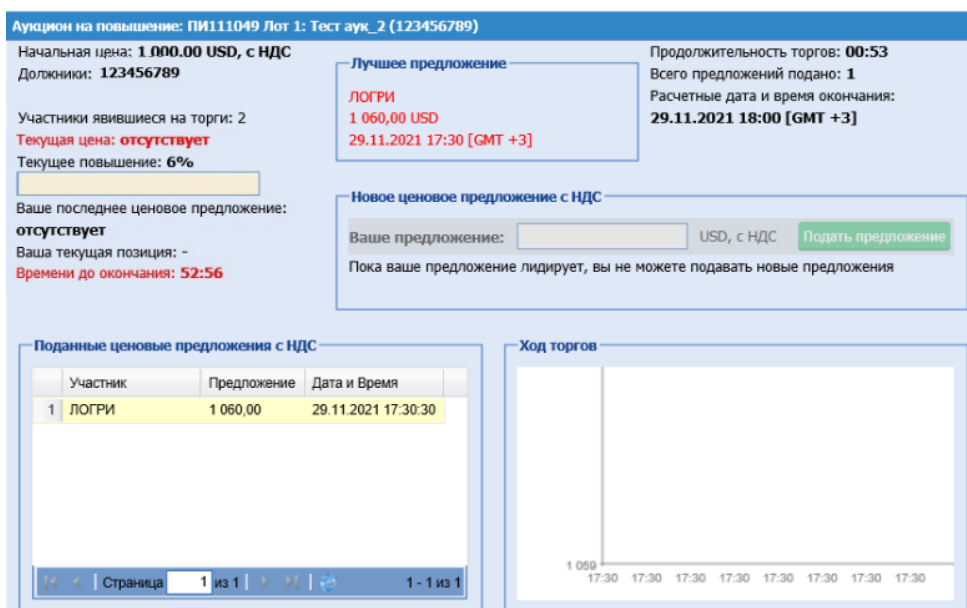 Аукцион на повышение: ПИ111049 Лот 1: Тест аук_2 (123456789)
Начальная цена: 1 000.00 USD, с НДС
Должники: 123456789
Участники явившиеся на торги: 2
Текущая цена: отсутствует
Текущее повышение: 6%
Ваше последнее ценовое предложение:
отсутствует
Ваша текущая позиция: -
Времени до окончания: 52:56
Лучшее предложение
ЛОГРИ
1 060,00 USD
29.11.2021 17:30 [GMT +3]
Продолжительность торгов: 00:53
Всего предложений подано: 1
Расчетные дата и время окончания:
29.11.2021 18:00 [GMT +3]
Новое ценовое предложение с НДС
Ваше предложение: USD, с НДС Подать предложение
Пока ваше предложение лидирует, вы не можете подавать новые предложения
Поданные ценовые предложения с НДС
Участник Предложение Дата и Время
1 ЛОГРИ 1 060,00 29.11.2021 17:30:30
Страница 1 из 1 1 - 1 из 1
Ход торгов
1 059
17:30 17:30 17:30 17:30 17:30 17:30 17:30 17:30